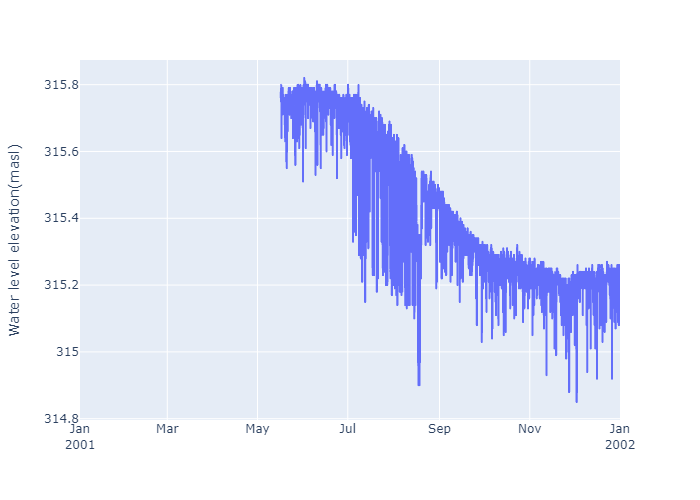 Water level elevation(masl)
315.8
315.6
315.4
315.2
315
314.8
Jan
2001
Mar
May
Jul
Sep
Nov
Jan
2002